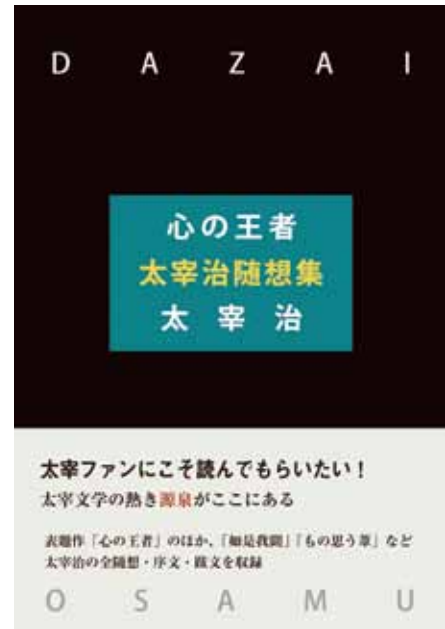 DAZAI
心の王者
太宰治随想集
太宰治
太宰ファンにこそ読んでもらいたい！
太宰文学の熱き源泉がここにある
表題作「心の王者」のほか、「如是我聞」「もの思う葦」など
太宰治の全随想・序文・跋文を収録
OSAMU